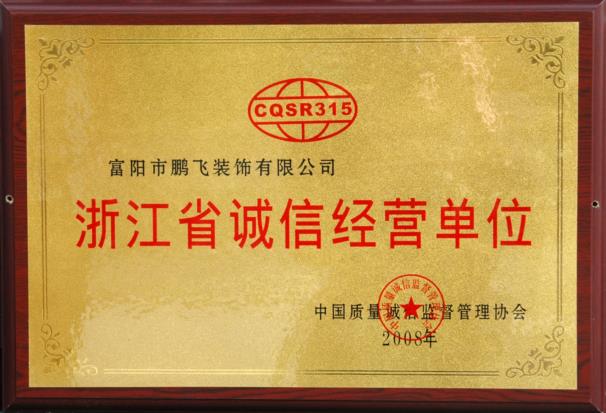 CQSR315
富阳市鹏飞装饰有限公司
浙江省诚信经营单位
中国质量诚信监督管理协会
2008年